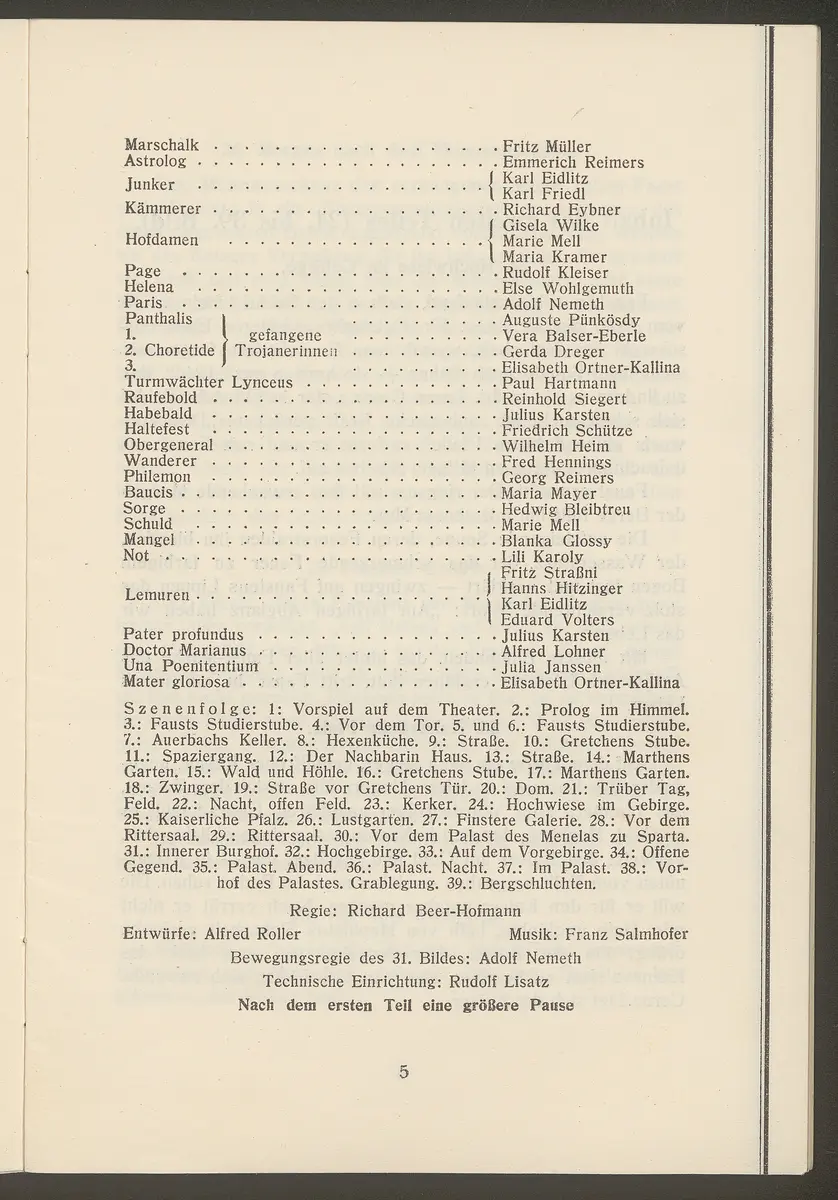 Marschalk . . . . . . . . . . . . . . . . . . . Fritz Müller
Astrolog . . . . . . . . . . . . . . . . . . . . Emmerich Reimers
Junker . . . . . . . . . . . . . . . . . . . { Karl Eidlitz
Karl Friedl
Kämmerer . . . . . . . . . . . . . . . . . . . Richard Eybner
Hofdamen . . . . . . . . . . . . . . . . . { Gisela Wilke
Marie Mell
Maria Kramer
Page . . . . . . . . . . . . . . . . . . . . . Rudolf Kleiser
Helena . . . . . . . . . . . . . . . . . . . . Else Wohlgemuth
Paris . . . . . . . . . . . . . . . . . . . . . Adolf Nemeth
Panthalis . . . . . . . . . . Auguste Pünkösdy
1. } gefangene . . . . . . . . . . Vera Balser-Eberle
2. Choretide } Trojanerinnen . . . . . . . . . . Gerda Dreger
3. . . . . . . . . . . Elisabeth Ortner-Kallina
Turmwächter Lynceus . . . . . . . . . . . . . Paul Hartmann
Raufebold . . . . . . . . . . . . . . . . . . . Reinhold Siegert
Habebald . . . . . . . . . . . . . . . . . . . Julius Karsten
Haltefest . . . . . . . . . . . . . . . . . . . Friedrich Schütze
Obergeneral . . . . . . . . . . . . . . . . . . Wilhelm Heim
Wanderer . . . . . . . . . . . . . . . . . . . Fred Hennings
Philemon . . . . . . . . . . . . . . . . . . . Georg Reimers
Baucis . . . . . . . . . . . . . . . . . . . . . Maria Mayer
Sorge . . . . . . . . . . . . . . . . . . . . . Hedwig Bleibtreu
Schuld . . . . . . . . . . . . . . . . . . . . Marie Mell
Mangel . . . . . . . . . . . . . . . . . . . . Blanka Glossy
Not . . . . . . . . . . . . . . . . . . . . . . Lili Karoly
Lemuren . . . . . . . . . . . . . . . . . . . { Fritz Straßni
Hanns Hitzinger
Karl Eidlitz
Eduard Volters
Pater profundus . . . . . . . . . . . . . . . . Julius Karsten
Doctor Marianus . . . . . . . . . . . . . . . . Alfred Lohner
Una Poenitentium . . . . . . . . . . . . . . . Julia Janssen
Mater gloriosa . . . . . . . . . . . . . . . . . Elisabeth Ortner-Kallina
Szenenfolge: 1: Vorspiel auf dem Theater. 2.: Prolog im Himmel.
3.: Fausts Studierstube. 4.: Vor dem Tor. 5. und 6.: Fausts Studierstube.
7.: Auerbachs Keller. 8.: Hexenküche. 9.: Straße. 10.: Gretchens Stube.
11.: Spaziergang. 12.: Der Nachbarin Haus. 13.: Straße. 14.: Marthens
Garten. 15.: Wald und Höhle. 16.: Gretchens Stube. 17.: Marthens Garten.
18.: Zwinger. 19.: Straße vor Gretchens Tür. 20.: Dom. 21.: Trüber Tag,
Feld. 22.: Nacht, offen Feld. 23.: Kerker. 24.: Hochwiese im Gebirge.
25.: Kaiserliche Pfalz. 26.: Lustgarten. 27.: Finstere Galerie. 28.: Vor dem
Rittersaal. 29.: Rittersaal. 30.: Vor dem Palast des Menelas zu Sparta.
31.: Innerer Burghof. 32.: Hochgebirge. 33.: Auf dem Vorgebirge. 34.: Offene
Gegend. 35.: Palast. Abend. 36.: Palast. Nacht. 37.: Im Palast. 38.: Vor-
hof des Palastes. Grablegung. 39.: Bergschluchten.
Regie: Richard Beer-Hofmann
Entwürfe: Alfred Roller Musik: Franz Salmhofer
Bewegungsregie des 31. Bildes: Adolf Nemeth
Technische Einrichtung: Rudolf Lisatz
Nach dem ersten Teil eine größere Pause
5